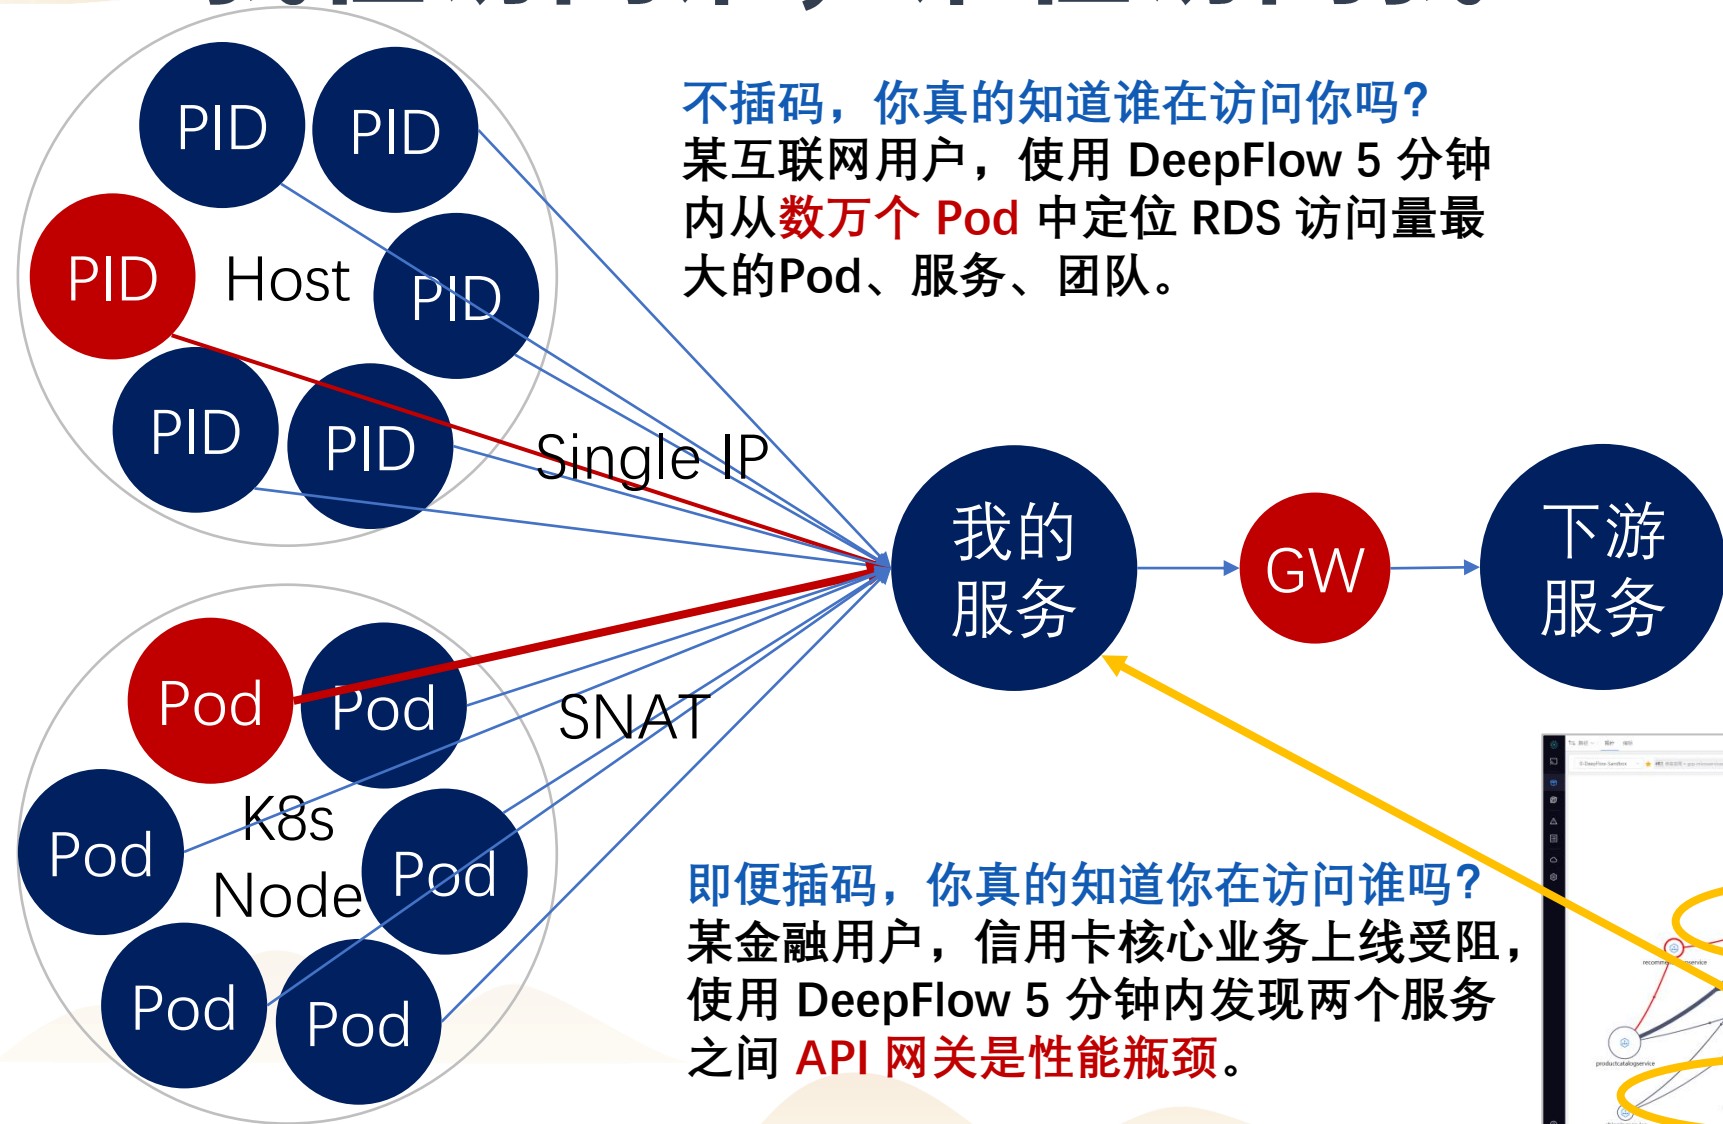 不插码，你真的知道谁在访问你吗？
某互联网用户，使用 DeepFlow 5 分钟
内从数万个 Pod 中定位 RDS 访问量最
大的Pod、服务、团队。
PID
PID
PID
Host
PID
PID
PID
Single IP
我的
服务
GW
下游
服务
Pod
Pod
SNAT
K8s
Node
Pod
Pod
Pod
Pod
即便插码，你真的知道你在访问谁吗？
某金融用户，信用卡核心业务上线受阻，
使用 DeepFlow 5 分钟内发现两个服务
之间 API 网关是性能瓶颈。
productcatalogservice